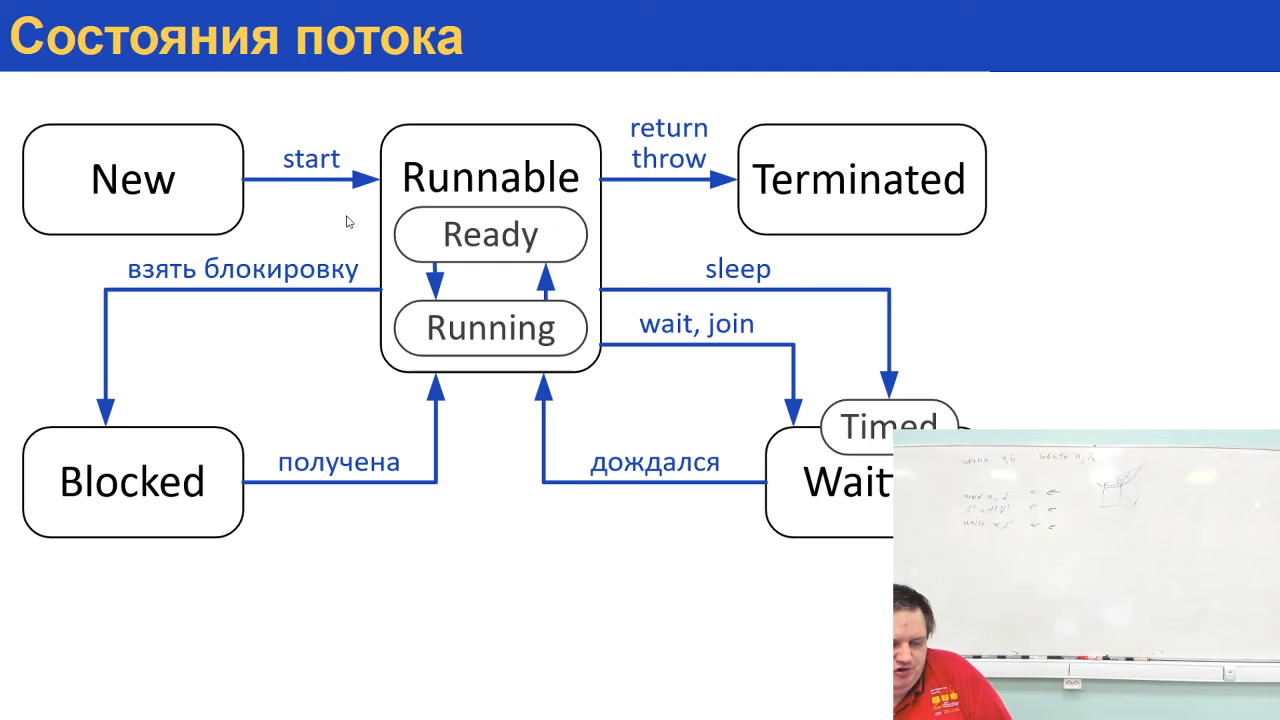 Состояния потока
New
start
Runnable
return
throw
Terminated
Ready
взять блокировку
sleep
Running
wait, join
Timed
Blocked
получена
дождался
Wait